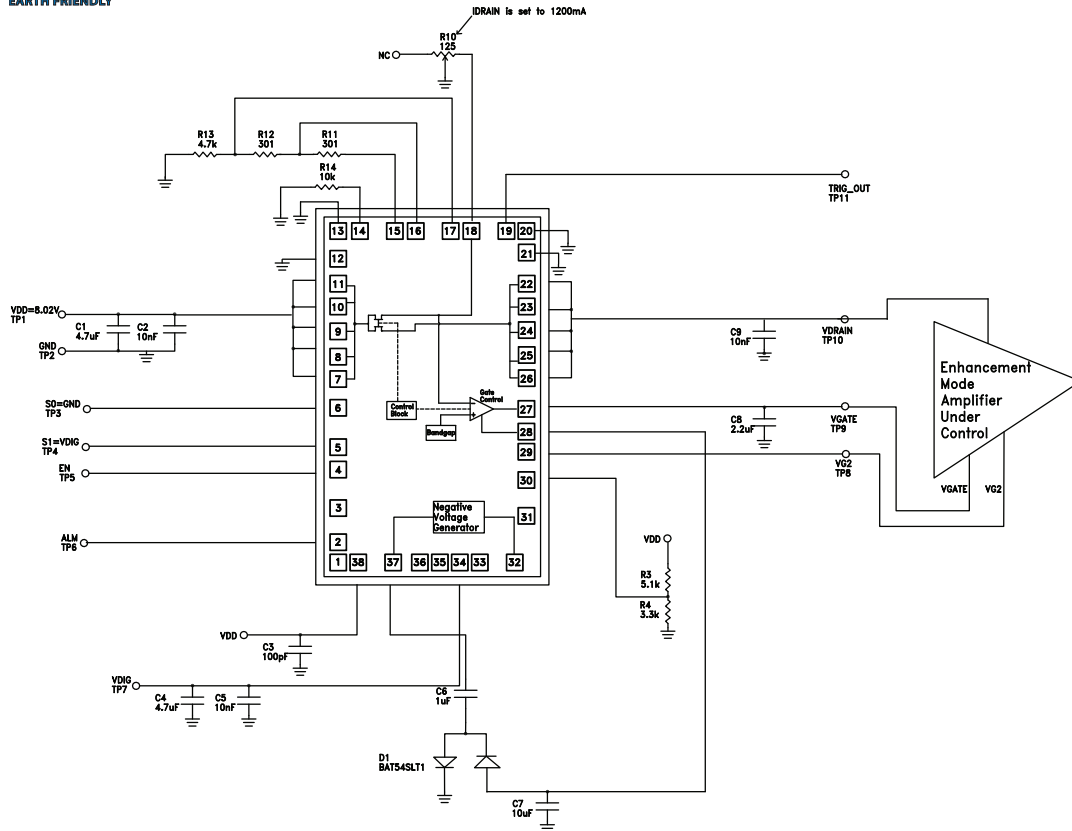 EARTH FRIENDLY
IDRAIN is set to 1200mA
R10
125
NC
R13
4.7k
R12
301
R11
301
R14
10k
TRIG_OUT
TP11
13
14
15
16
17
18
19
20
21
12
11
10
9
8
7
6
5
4
3
2
1
38
37
36
35
34
33
32
31
30
29
28
27
26
25
24
23
22
VDD=8.02V
TP1
C1
4.7uF
C2
10nF
GND
TP2
S0=GND
TP3
S1=VDIG
TP4
EN
TP5
ALM
TP6
Control
Block
Bandgap
Gate
Control
-
+
Negative
Voltage
Generator
C9
10nF
VDRAIN
TP10
C8
2.2uF
VGATE
TP9
VG2
TP8
Enhancement
Mode
Amplifier
Under
Control
VGATE
VG2
VDD
R3
5.1k
R4
3.3k
VDD
C3
100pF
VDIG
TP7
C4
4.7uF
C5
10nF
C6
1uF
D1
BAT54SLT1
C7
10uF